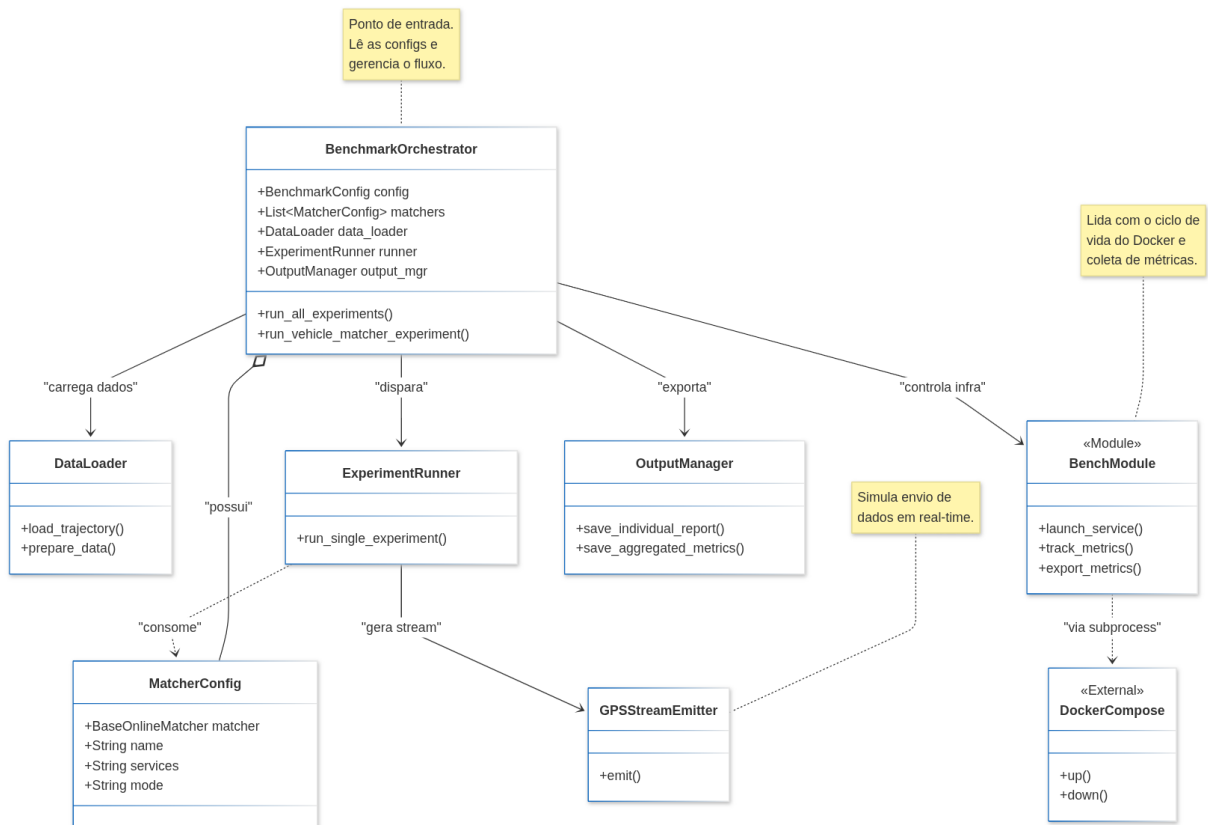 Ponto de entrada.
Lê as configs e
gerencia o fluxo.
BenchmarkOrchestrator
+BenchmarkConfig config
+List<MatcherConfig> matchers
+DataLoader data_loader
+ExperimentRunner runner
+OutputManager output_mgr
+run_all_experiments()
+run_vehicle_matcher_experiment()
Lida com o ciclo de
vida do Docker e
coleta de métricas.
"carrega dados"
"dispara"
"exporta"
"controla infra"
DataLoader
+load_trajectory()
+prepare_data()
"possui"
ExperimentRunner
+run_single_experiment()
OutputManager
+save_individual_report()
+save_aggregated_metrics()
Simula envio de
dados em real-time.
«Module»
BenchModule
+launch_service()
+track_metrics()
+export_metrics()
"consome"
"gera stream"
"via subprocess"
MatcherConfig
+BaseOnlineMatcher matcher
+String name
+String services
+String mode
GPSStreamEmitter
+emit()
«External»
DockerCompose
+up()
+down()